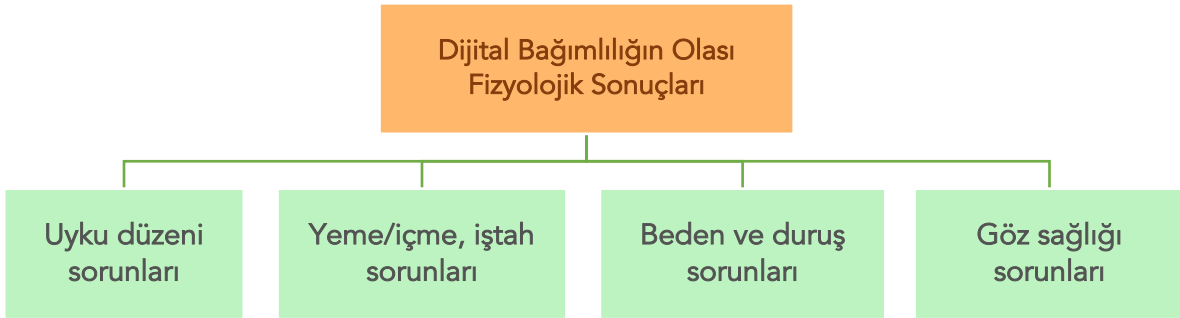 Dijital Bağımlılığın Olası
Fizyolojik Sonuçları
Uyku düzeni
sorunları
Yeme/içme, iştah
sorunları
Beden ve duruş
sorunları
Göz sağlığı
sorunları